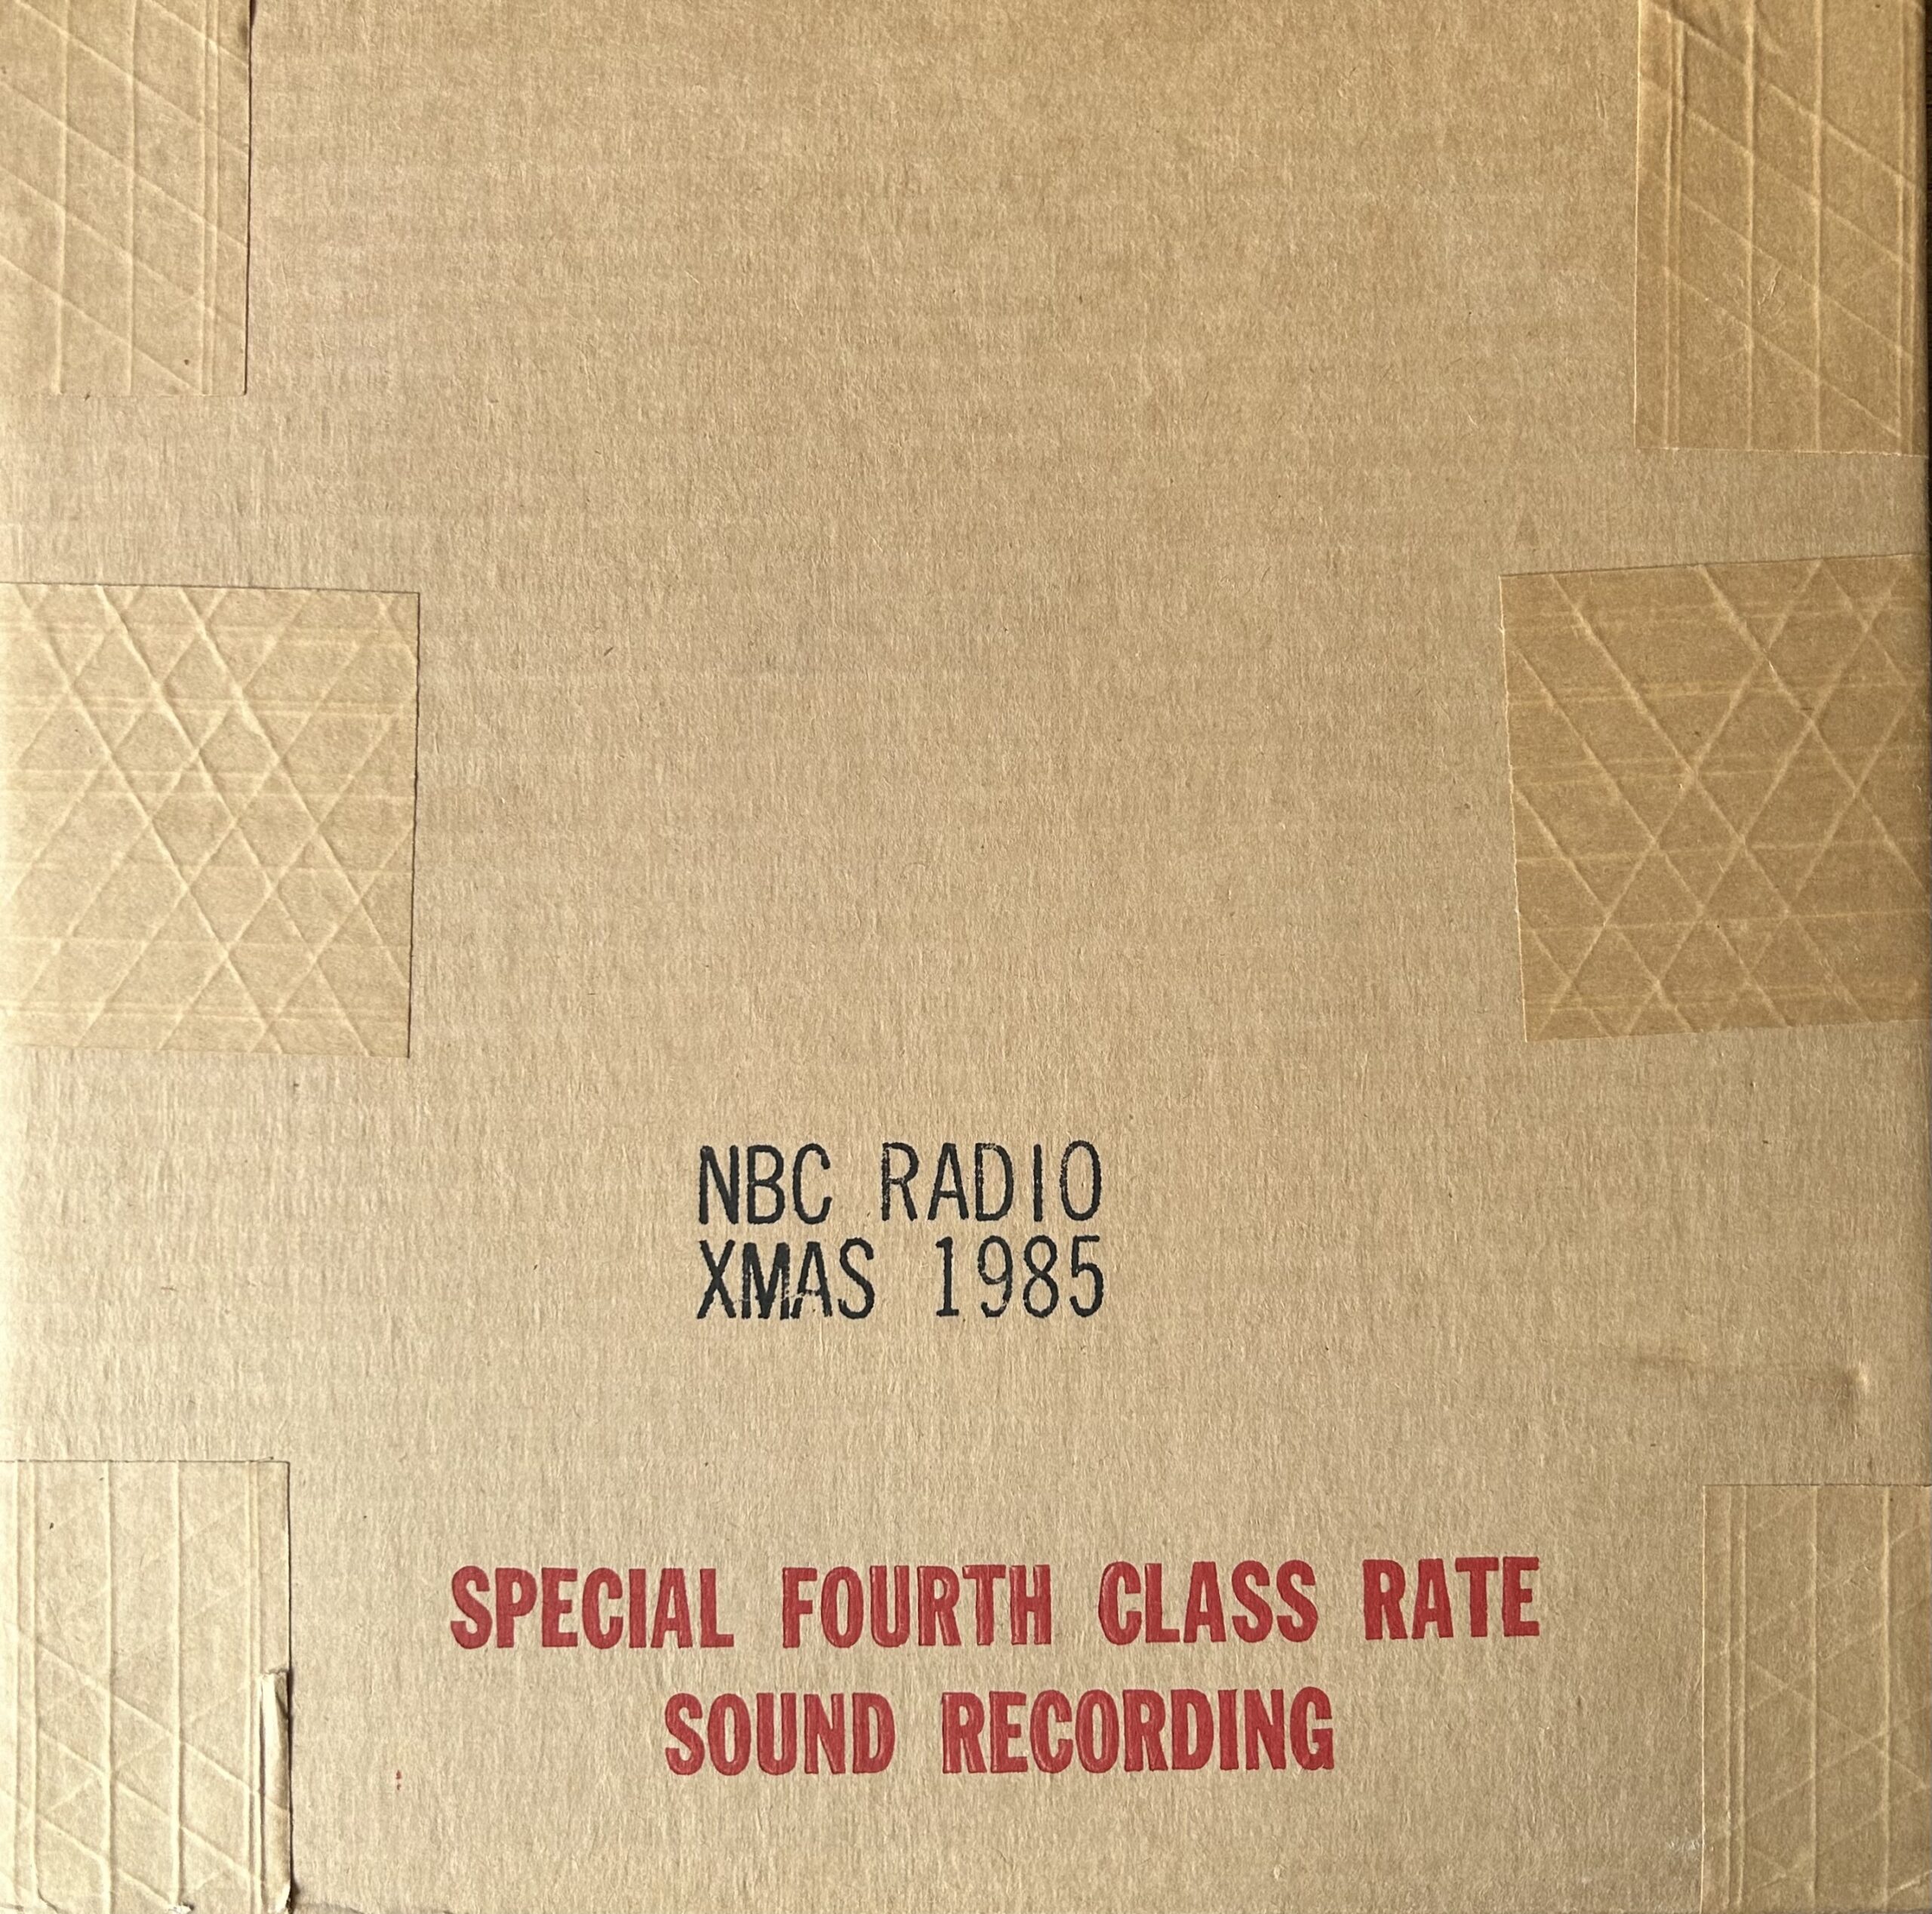 NBC RADIO
XMAS 1985
SPECIAL FOURTH CLASS RATE
SOUND RECORDING